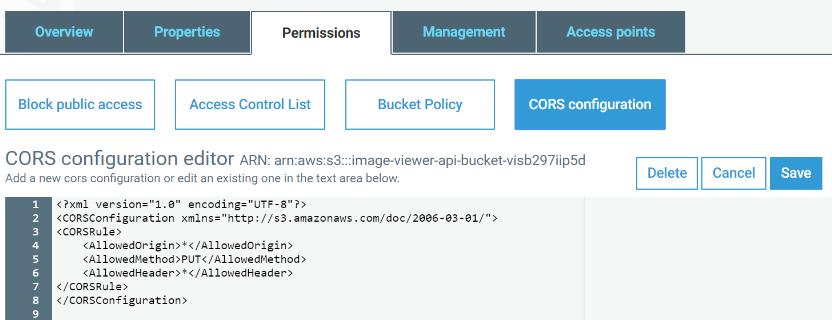 Overview Properties Permissions Management Access points
Block public access Access Control List Bucket Policy CORS configuration
CORS configuration editor ARN: arn:aws:s3:::image-viewer-api-bucket-visb297iip5d
Add a new cors configuration or edit an existing one in the text area below.
Delete Cancel Save
1 <?xml version="1.0" encoding="UTF-8"?>
2 <CORSConfiguration xmlns="http://s3.amazonaws.com/doc/2006-03-01/">
3 <CORSRule>
4     <AllowedOrigin>*</AllowedOrigin>
5     <AllowedMethod>PUT</AllowedMethod>
6     <AllowedHeader>*</AllowedHeader>
7 </CORSRule>
8 </CORSConfiguration>
9